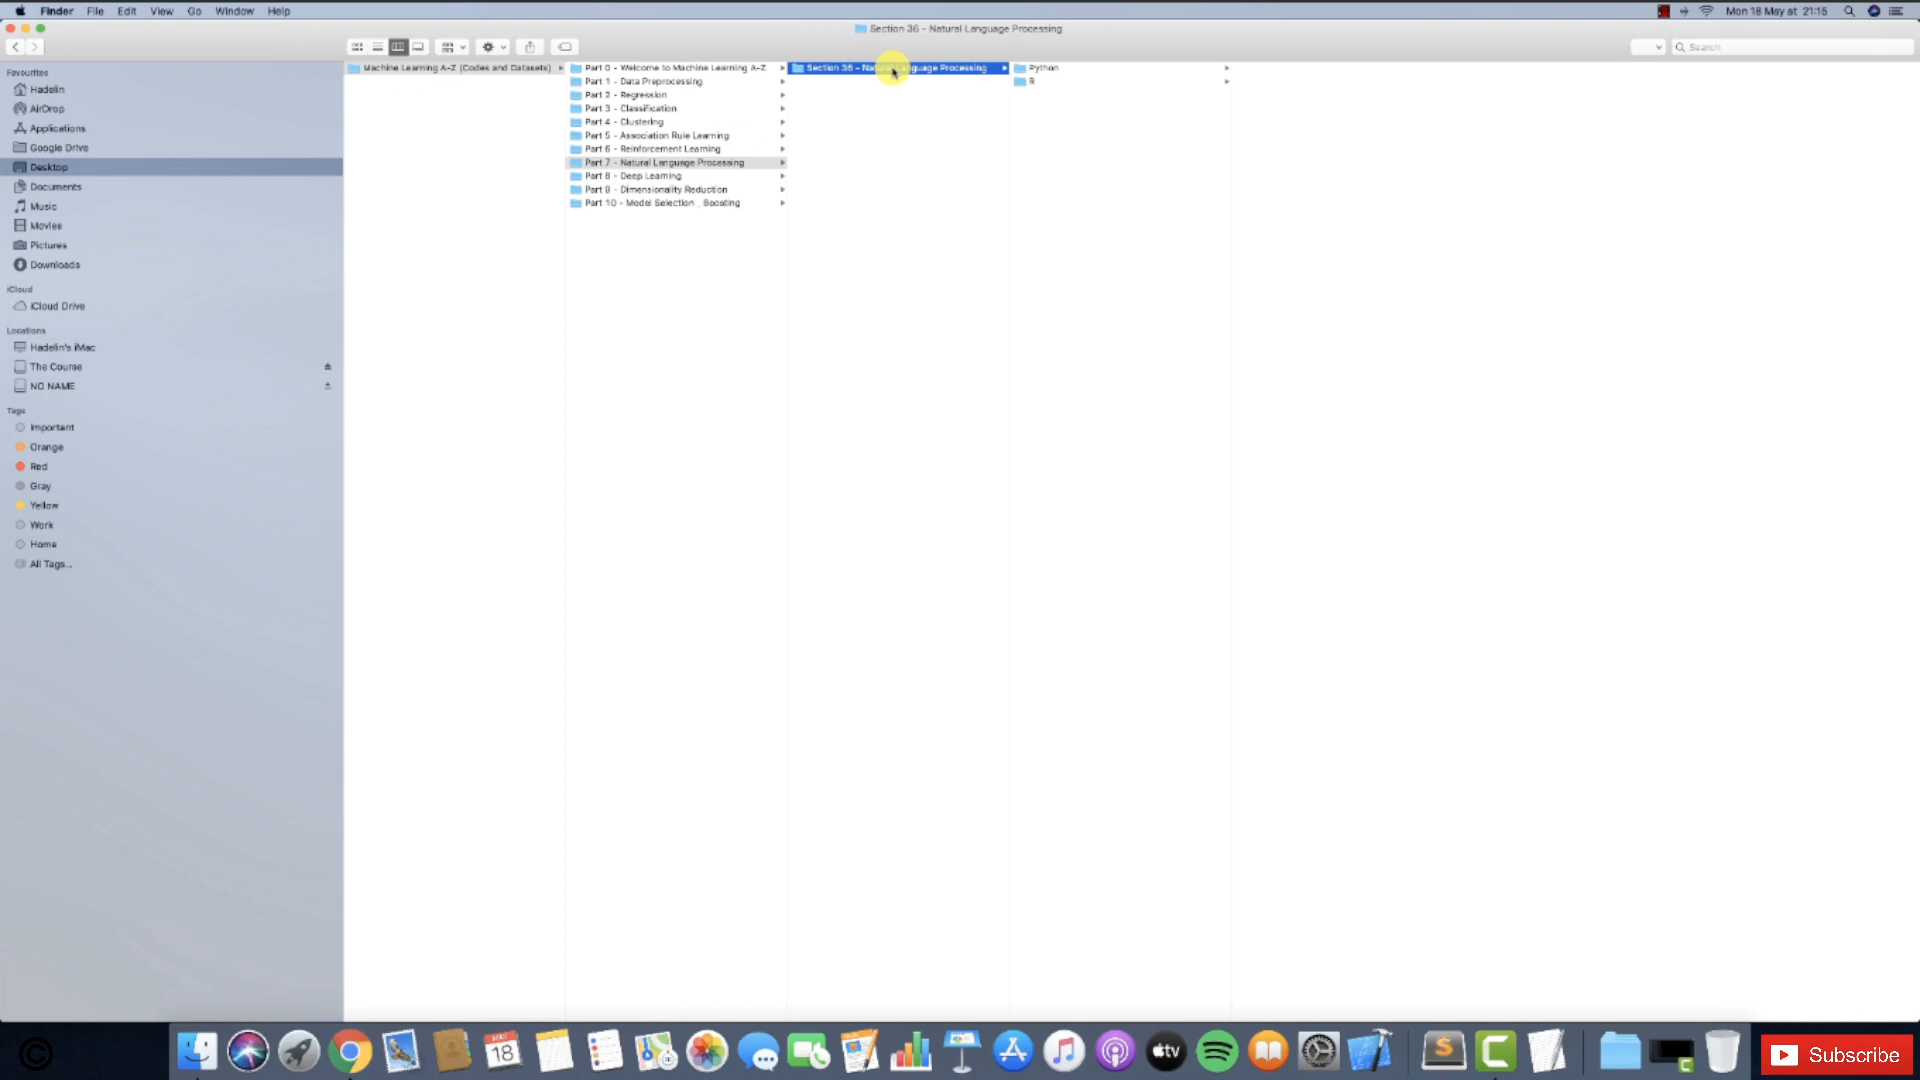 Finder File Edit View Go Window Help
Mon 18 May at 21:15
Section 36 - Natural Language Processing
Search
Favourites
Hadelin
AirDrop
Applications
Google Drive
Desktop
Documents
Music
Movies
Pictures
Downloads
iCloud
iCloud Drive
Locations
Hadelin's iMac
The Course
NO NAME
Tags
Important
Orange
Red
Gray
Yellow
Work
Home
All Tags...
Machine Learning A-Z (Codes and Datasets)
Part 0 - Welcome to Machine Learning A-Z
Part 1 - Data Preprocessing
Part 2 - Regression
Part 3 - Classification
Part 4 - Clustering
Part 5 - Association Rule Learning
Part 6 - Reinforcement Learning
Part 7 - Natural Language Processing
Part 8 - Deep Learning
Part 9 - Dimensionality Reduction
Part 10 - Model Selection _ Boosting
Section 36 - Natural Language Processing
Python
R
MAY
18
tv
S
C
©
Subscribe